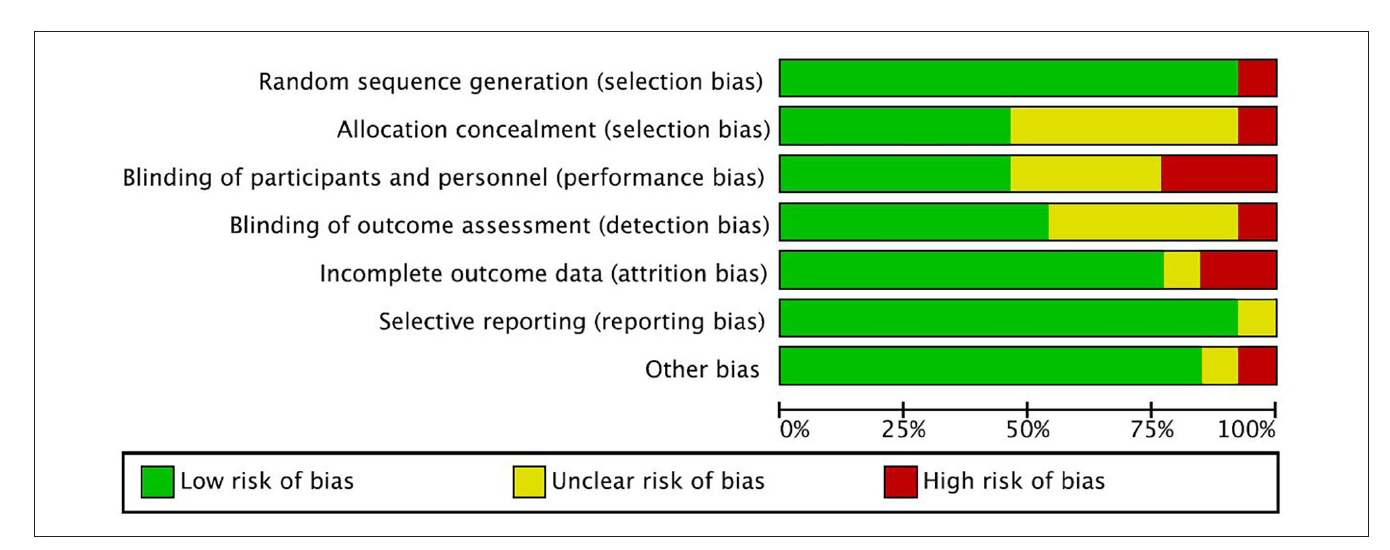 Random sequence generation (selection bias)
Allocation concealment (selection bias)
Blinding of participants and personnel (performance bias)
Blinding of outcome assessment (detection bias)
Incomplete outcome data (attrition bias)
Selective reporting (reporting bias)
Other bias
0% 25% 50% 75% 100%
Low risk of bias Unclear risk of bias High risk of bias